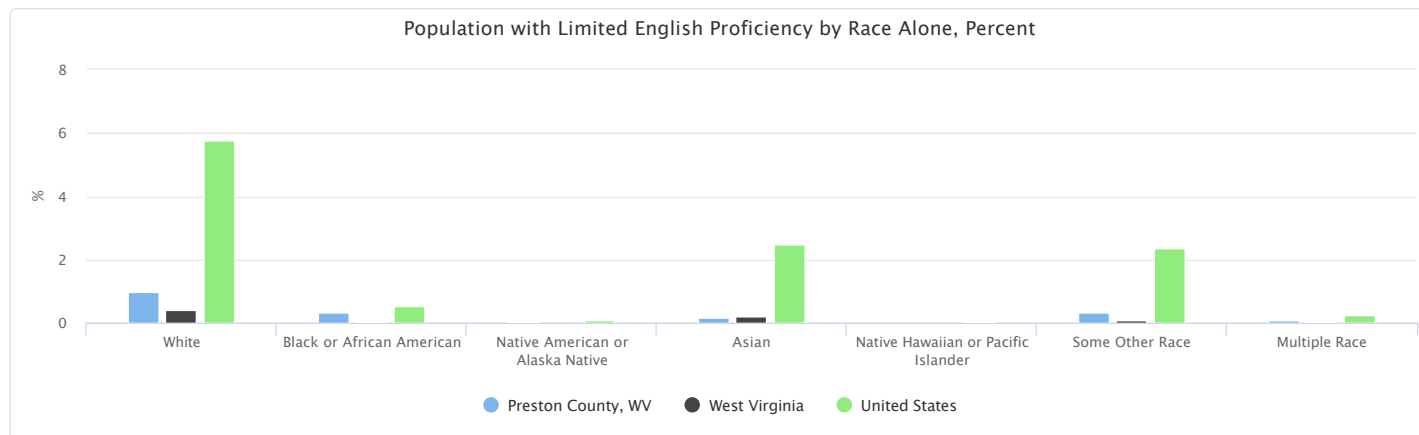 Population with Limited English Proficiency by Race Alone, Percent
8
6
4
2
0
%
White
Black or African American
Native American or
Alaska Native
Asian
Native Hawaiian or Pacific
Islander
Some Other Race
Multiple Race
Preston County, WV
West Virginia
United States